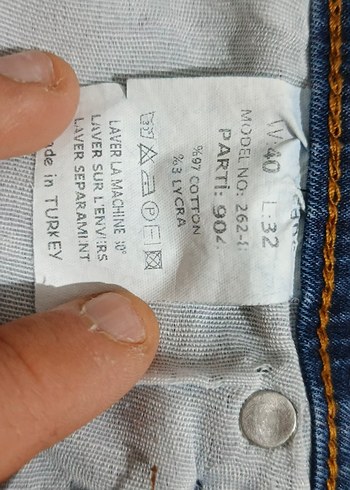 W:40 L:32
MODEL NO: 262-
PARTİ: 904
%97 COTTON
%3 LYCRA
LAVER LA MACHINE
LAVER SUR L'ENVERS
LAVER SEPARAMENT
de in TURKEY